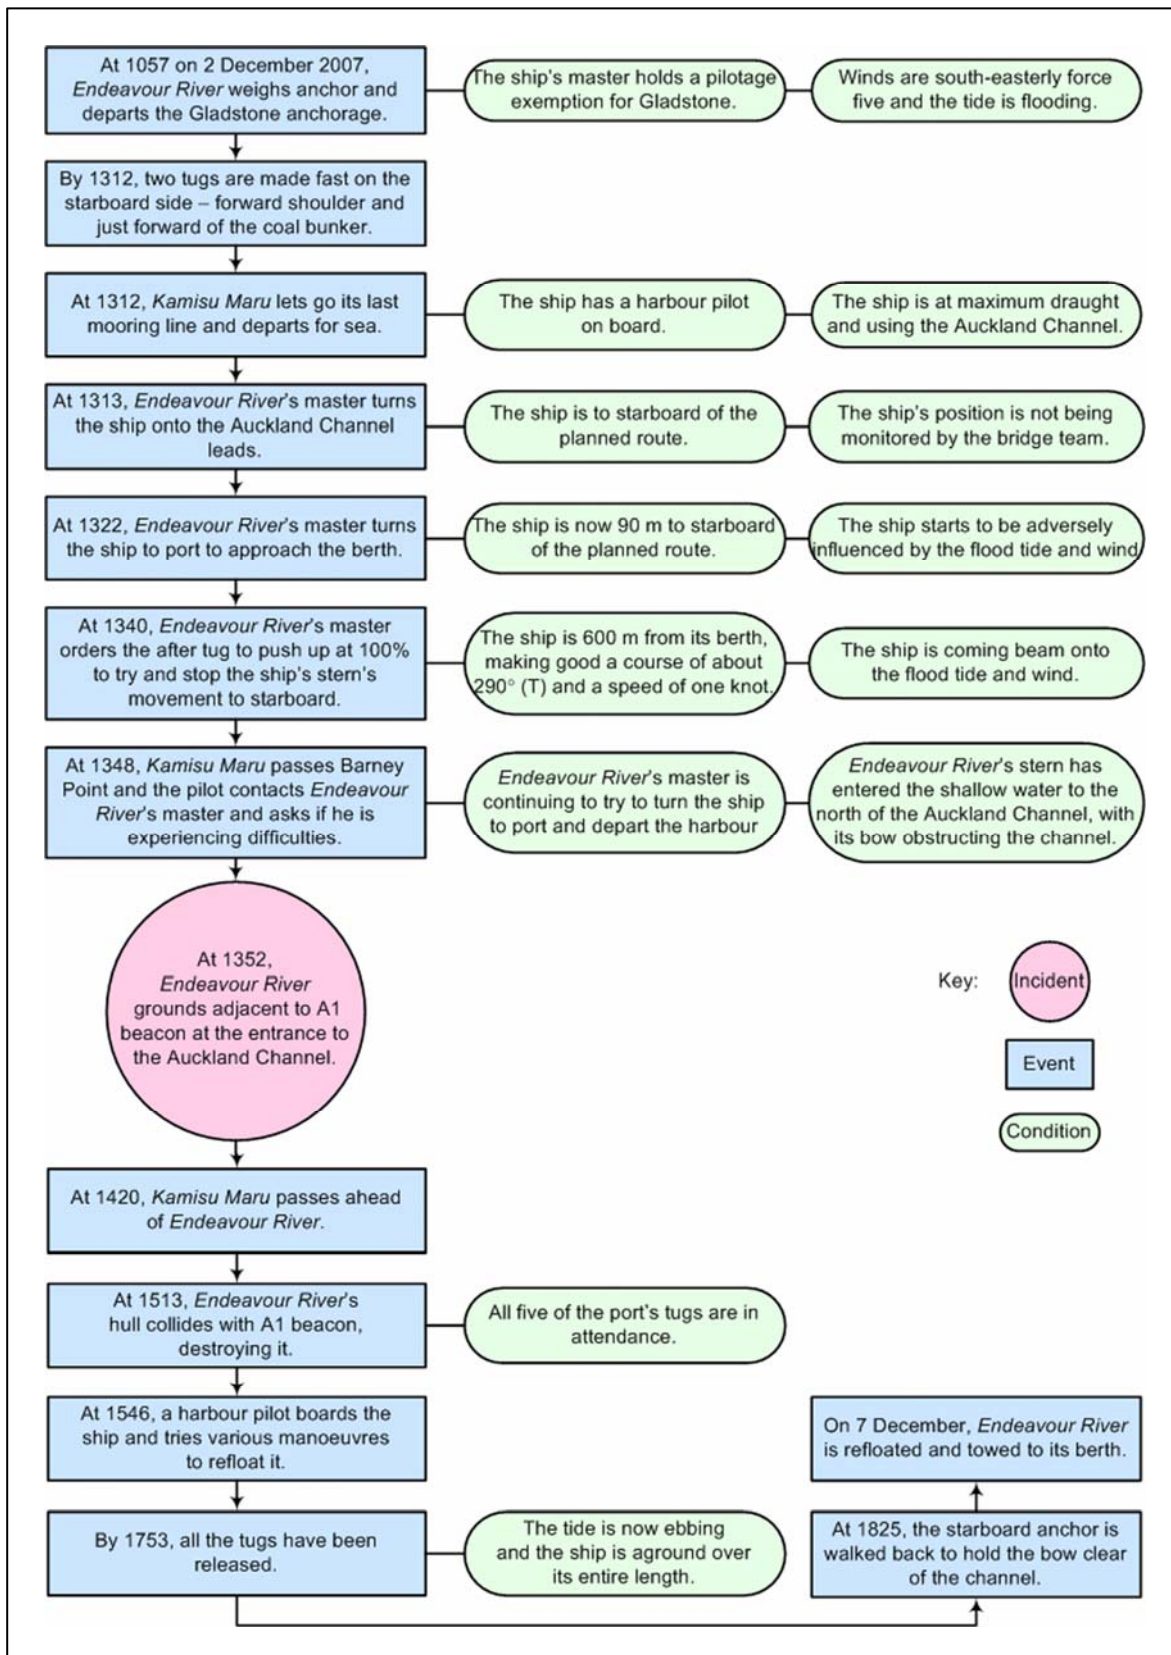 At 1057 on 2 December 2007,
Endeavour River weighs anchor and
departs the Gladstone anchorage.
The ship's master holds a pilotage
exemption for Gladstone.
Winds are south-easterly force
five and the tide is flooding.
By 1312, two tugs are made fast on the
starboard side – forward shoulder and
just forward of the coal bunker.
At 1312, Kamisu Maru lets go its last
mooring line and departs for sea.
The ship has a harbour pilot
on board.
The ship is at maximum draught
and using the Auckland Channel.
At 1313, Endeavour River's master turns
the ship onto the Auckland Channel
leads.
The ship is to starboard of the
planned route.
The ship's position is not being
monitored by the bridge team.
At 1322, Endeavour River's master turns
the ship to port to approach the berth.
The ship is now 90 m to starboard
of the planned route.
The ship starts to be adversely
influenced by the flood tide and wind
At 1340, Endeavour River's master
orders the after tug to push up at 100%
to try and stop the ship's stern's
movement to starboard.
The ship is 600 m from its berth,
making good a course of about
290° (T) and a speed of one knot.
The ship is coming beam onto
the flood tide and wind.
At 1348, Kamisu Maru passes Barney
Point and the pilot contacts Endeavour
River's master and asks if he is
experiencing difficulties.
Endeavour River's master is
continuing to try to turn the ship
to port and depart the harbour
Endeavour River's stern has
entered the shallow water to the
north of the Auckland Channel, with
its bow obstructing the channel.
At 1352,
Endeavour River
grounds adjacent to A1
beacon at the entrance to
the Auckland Channel.
Key:
Incident
Event
Condition
At 1420, Kamisu Maru passes ahead
of Endeavour River.
At 1513, Endeavour River's
hull collides with A1 beacon,
destroying it.
All five of the port's tugs are in
attendance.
At 1546, a harbour pilot boards the
ship and tries various manoeuvres
to refloat it.
By 1753, all the tugs have been
released.
The tide is now ebbing
and the ship is aground over
its entire length.
At 1825, the starboard anchor is
walked back to hold the bow clear
of the channel.
On 7 December, Endeavour River
is refloated and towed to its berth.